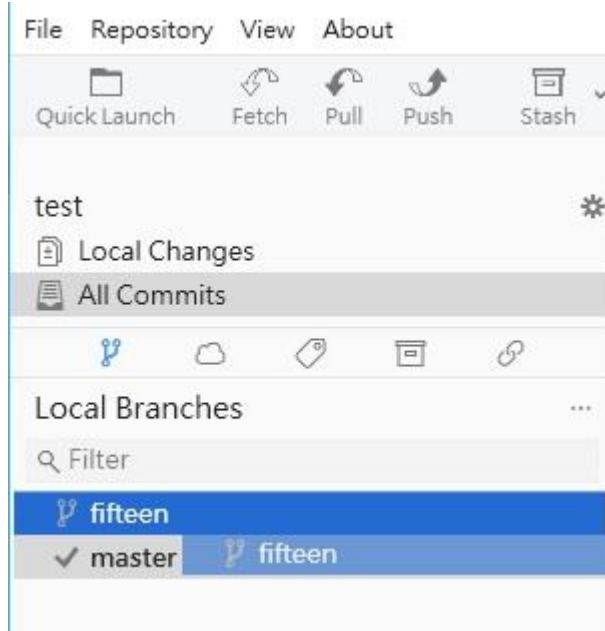 File Repository View About
Quick Launch Fetch Pull Push Stash
test
Local Changes
All Commits
Local Branches
Filter
fifteen
master fifteen